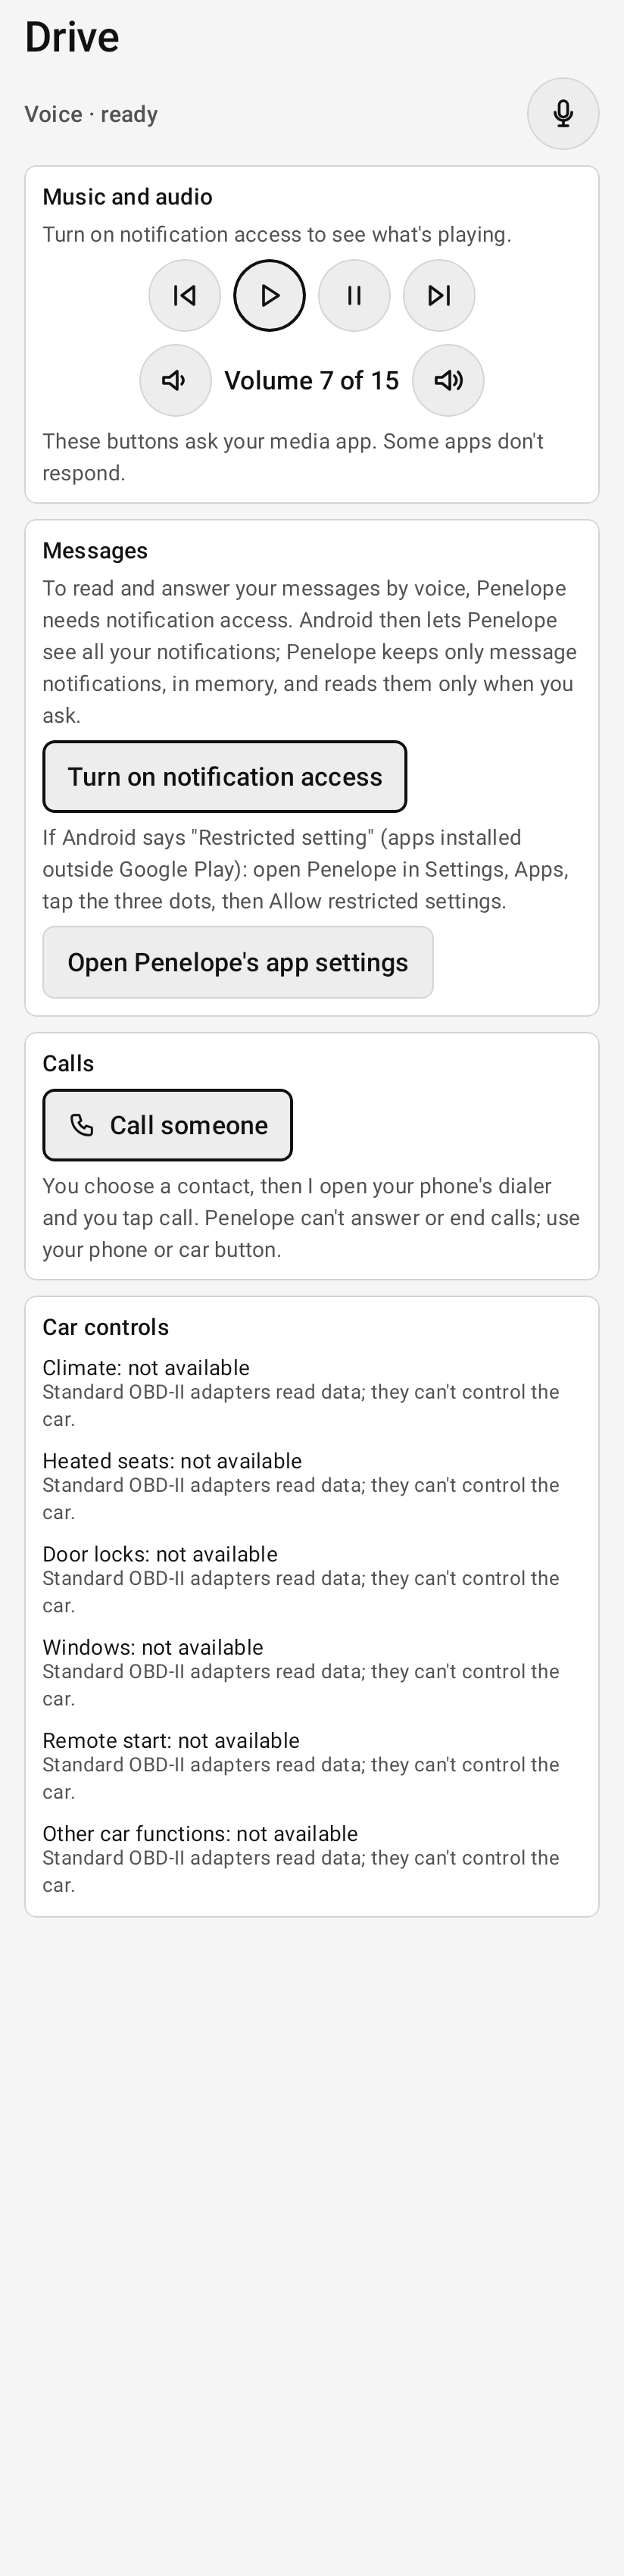 Drive
Voice · ready
Music and audio
Turn on notification access to see what's playing.
Volume 7 of 15
These buttons ask your media app. Some apps don't
respond.
Messages
To read and answer your messages by voice, Penelope
needs notification access. Android then lets Penelope
see all your notifications; Penelope keeps only message
notifications, in memory, and reads them only when you
ask.
Turn on notification access
If Android says "Restricted setting" (apps installed
outside Google Play): open Penelope in Settings, Apps,
tap the three dots, then Allow restricted settings.
Open Penelope's app settings
Calls
Call someone
You choose a contact, then I open your phone's dialer
and you tap call. Penelope can't answer or end calls; use
your phone or car button.
Car controls
Climate: not available
Standard OBD-II adapters read data; they can't control the
car.
Heated seats: not available
Standard OBD-II adapters read data; they can't control the
car.
Door locks: not available
Standard OBD-II adapters read data; they can't control the
car.
Windows: not available
Standard OBD-II adapters read data; they can't control the
car.
Remote start: not available
Standard OBD-II adapters read data; they can't control the
car.
Other car functions: not available
Standard OBD-II adapters read data; they can't control the
car.